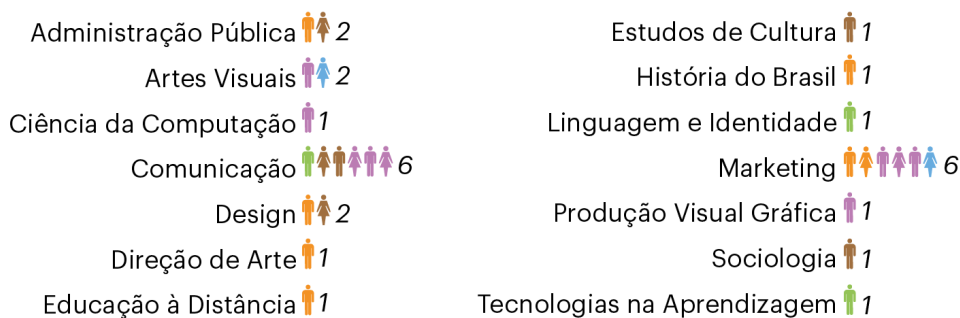 Administração Pública 2
Artes Visuais 2
Ciência da Computação 1
Comunicação 6
Design 2
Direção de Arte 1
Educação à Distância 1
Estudos de Cultura 1
História do Brasil 1
Linguagem e Identidade 1
Marketing 6
Produção Visual Gráfica 1
Sociologia 1
Tecnologias na Aprendizagem 1